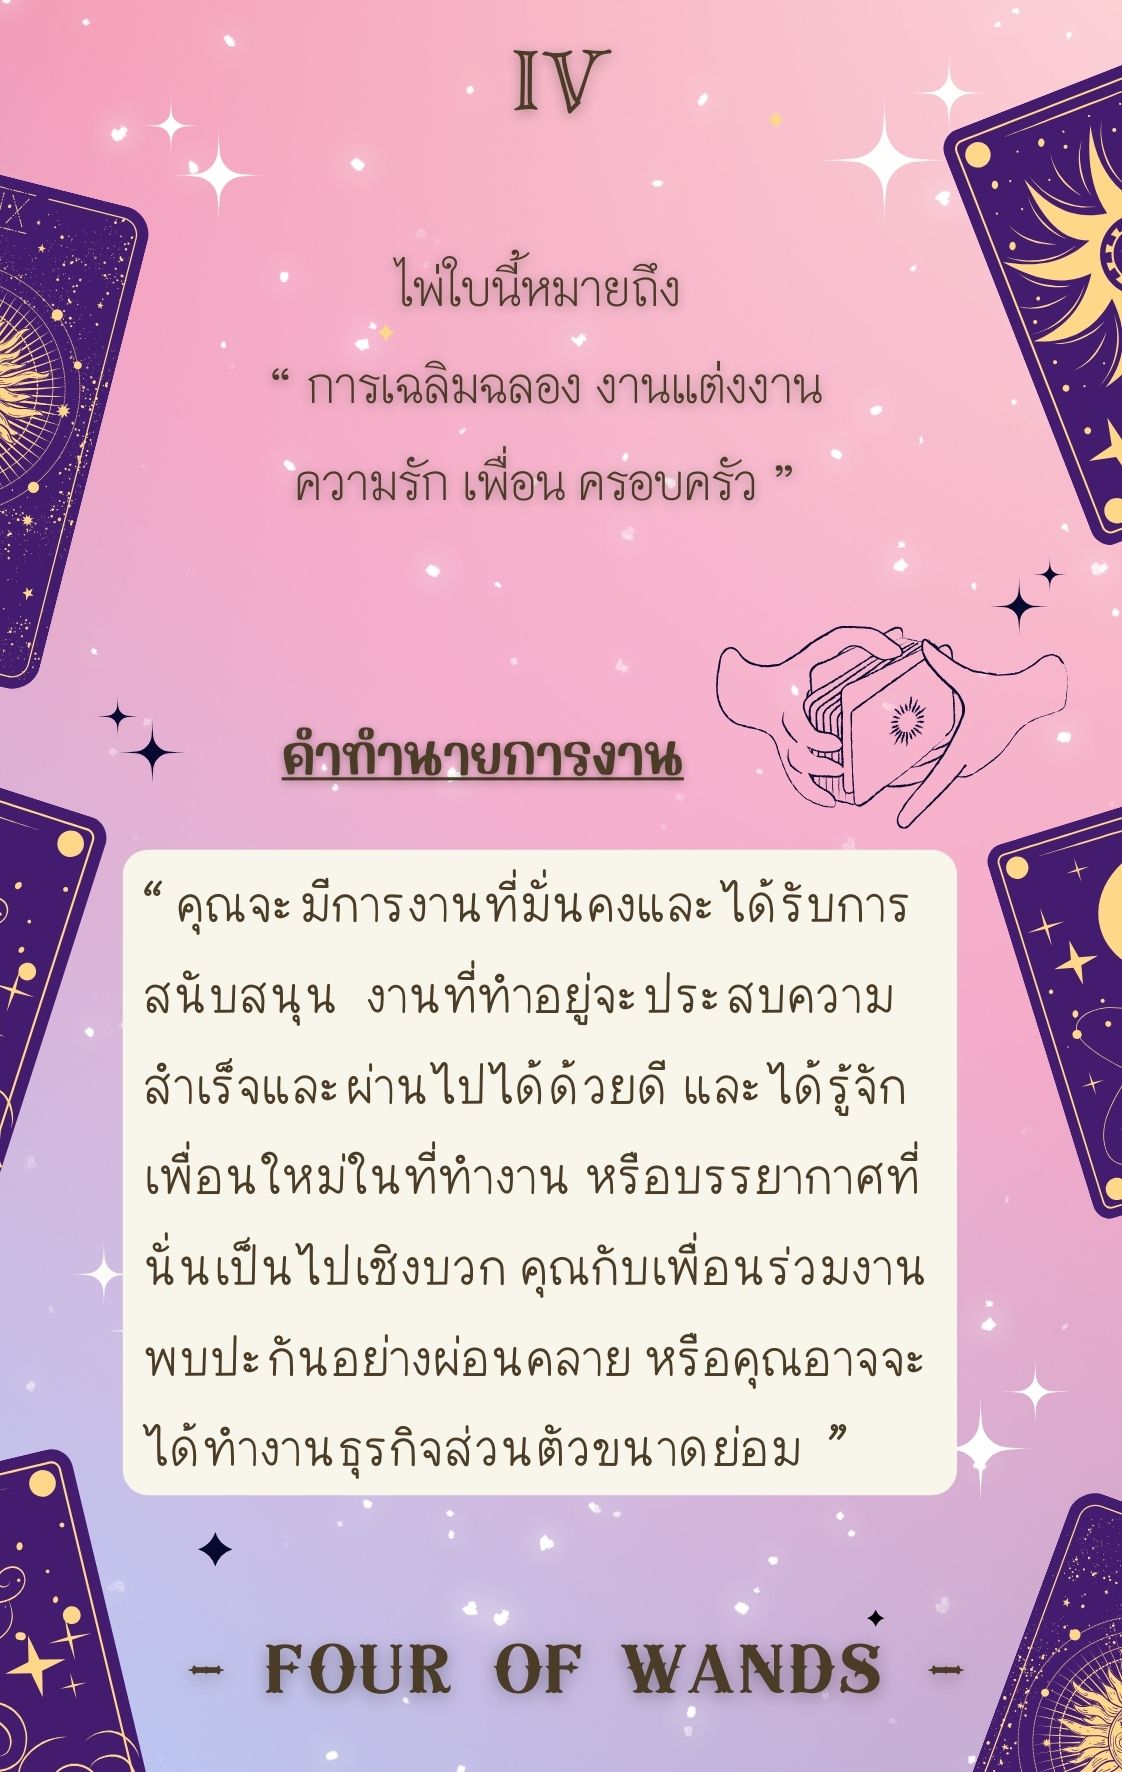 IV
ไพ่ใบนี้หมายถึง
“ การเฉลิมฉลอง งานแต่งงาน
ความรัก เพื่อน ครอบครัว ”
คำทำนายการงาน
“ คุณจะมีการงานที่มั่นคงและได้รับการ
สนับสนุน งานที่ทำอยู่จะประสบความ
สำเร็จและผ่านไปได้ด้วยดี และได้รู้จัก
เพื่อนใหม่ในที่ทำงาน หรือบรรยากาศที่
นั่นเป็นไปเชิงบวก คุณกับเพื่อนร่วมงาน
พบปะกันอย่างผ่อนคลาย หรือคุณอาจจะ
ได้ทำงานธุรกิจส่วนตัวขนาดย่อม ”
- FOUR OF WANDS -